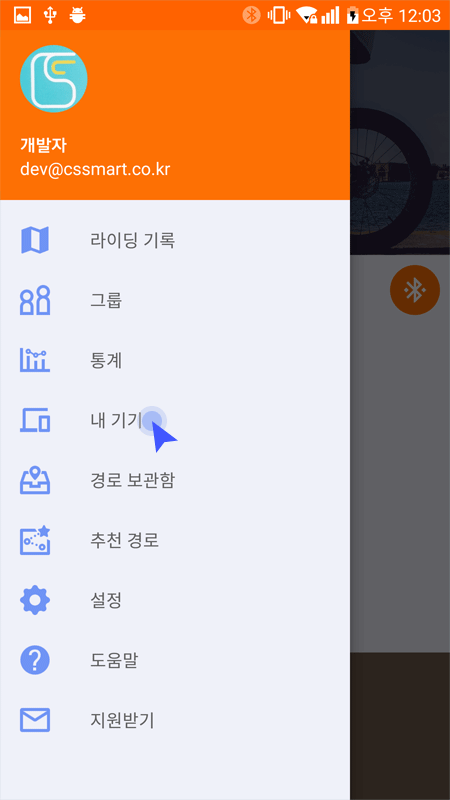 오후 12:03
개발자
dev@cssmart.co.kr
라이딩 기록
그룹
통계
내 기기
경로 보관함
추천 경로
설정
도움말
지원받기